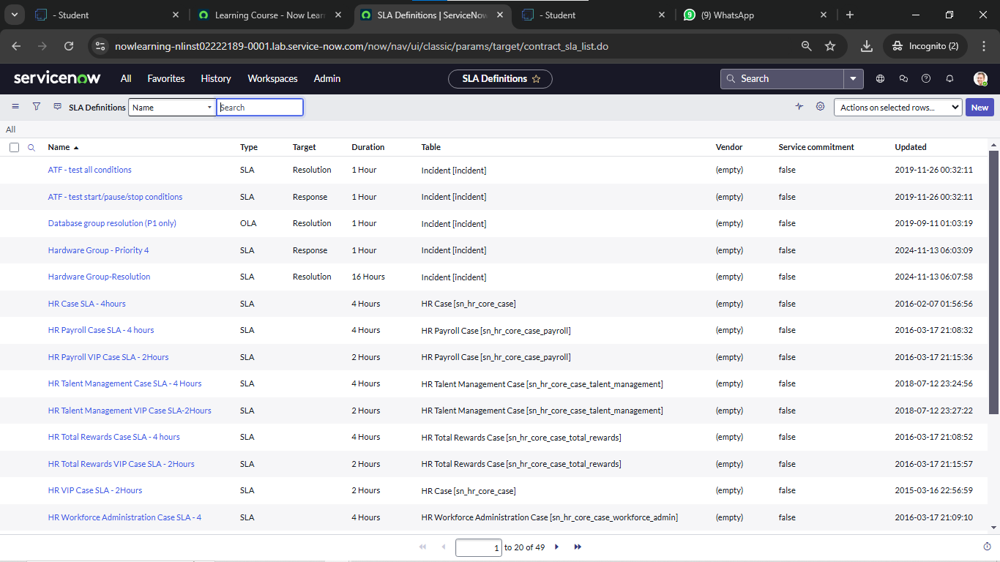 - Student
Learning Course - Now Lear
SLA Definitions | ServiceNow
- Student
9 (9) WhatsApp
nowlearning-nlinst02222189-0001.lab.service-now.com/now/nav/ui/classic/params/target/contract_sla_list.do
Incognito (2)
servicenow All Favorites History Workspaces Admin SLA Definitions Search
SLA Definitions Name Search Actions on selected rows... New
All
Name Type Target Duration Table Vendor Service commitment Updated
ATF - test all conditions SLA Resolution 1 Hour Incident [incident] (empty) false 2019-11-26 00:32:11
ATF - test start/pause/stop conditions SLA Response 1 Hour Incident [incident] (empty) false 2019-11-26 00:32:11
Database group resolution (P1 only) OLA Resolution 1 Hour Incident [incident] (empty) false 2019-09-11 01:03:19
Hardware Group - Priority 4 SLA Response 1 Hour Incident [incident] (empty) false 2024-11-13 06:03:09
Hardware Group-Resolution SLA Resolution 16 Hours Incident [incident] (empty) false 2024-11-13 06:07:58
HR Case SLA - 4hours SLA 4 Hours HR Case [sn_hr_core_case] (empty) false 2016-02-07 01:56:56
HR Payroll Case SLA - 4 hours SLA 4 Hours HR Payroll Case [sn_hr_core_case_payroll] (empty) false 2016-03-17 21:08:32
HR Payroll VIP Case SLA - 2Hours SLA 2 Hours HR Payroll Case [sn_hr_core_case_payroll] (empty) false 2016-03-17 21:15:36
HR Talent Management Case SLA - 4 Hours SLA 4 Hours HR Talent Management Case [sn_hr_core_case_talent_management] (empty) false 2018-07-12 23:24:56
HR Talent Management VIP Case SLA-2Hours SLA 2 Hours HR Talent Management Case [sn_hr_core_case_talent_management] (empty) false 2018-07-12 23:27:22
HR Total Rewards Case SLA - 4 hours SLA 4 Hours HR Total Rewards Case [sn_hr_core_case_total_rewards] (empty) false 2016-03-17 21:08:52
HR Total Rewards VIP Case SLA - 2Hours SLA 2 Hours HR Total Rewards Case [sn_hr_core_case_total_rewards] (empty) false 2016-03-17 21:15:57
HR VIP Case SLA - 2Hours SLA 2 Hours HR Case [sn_hr_core_case] (empty) false 2015-03-16 22:56:59
HR Workforce Administration Case SLA - 4 SLA 4 Hours HR Workforce Administration Case [sn_hr_core_case_workforce_admin] (empty) false 2016-03-17 21:09:10
1 to 20 of 49